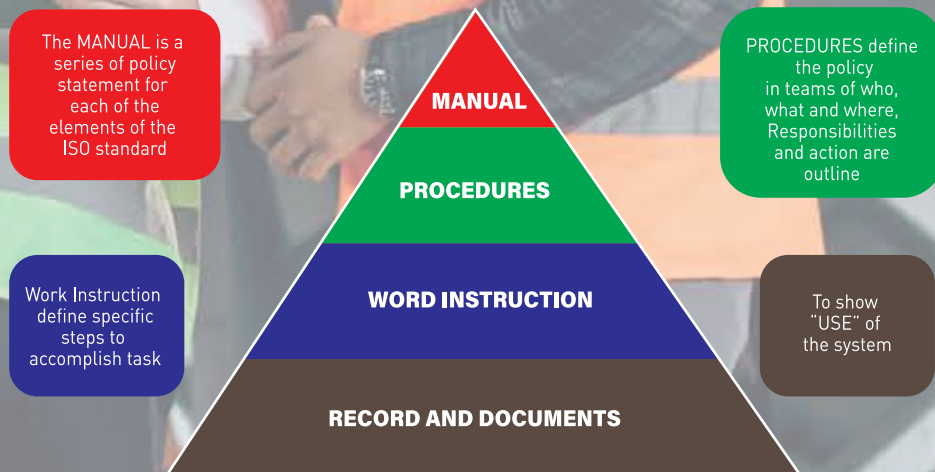 The MANUAL is a
series of policy
statement for
each of the
elements of the
ISO standard
MANUAL
PROCEDURES define
the policy
in teams of who,
what and where,
Responsibilities
and action are
outline
PROCEDURES
Work Instruction
define specific
steps to
accomplish task
WORD INSTRUCTION
To show
“USE” of
the system
RECORD AND DOCUMENTS